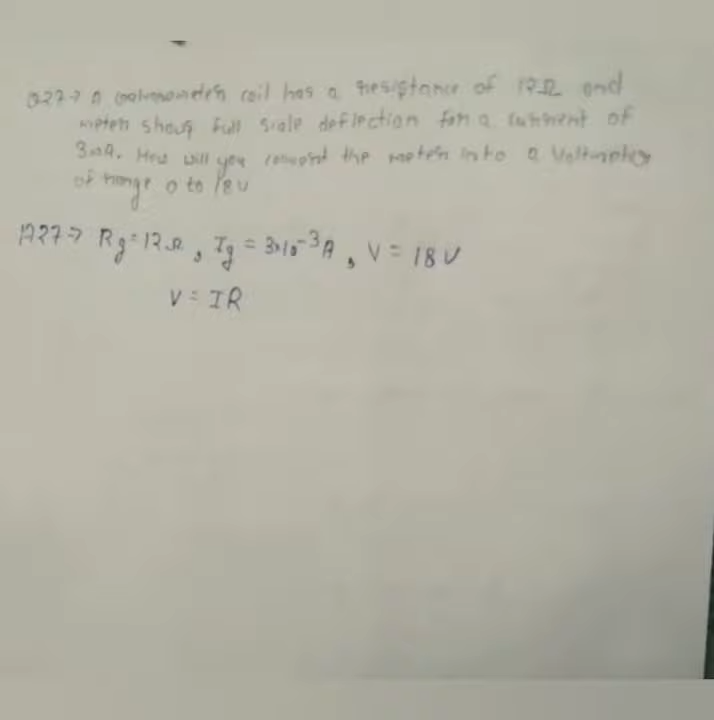 Q27→ A galvanometer coil has a resistance of 12Ω and
meter shows full scale deflection for a current of
3mA. How will you convert the meter into a voltmeter
of range 0 to 18V
A27→ Rg=12Ω, Ig = 3×10⁻³A, V = 18V
V = IR